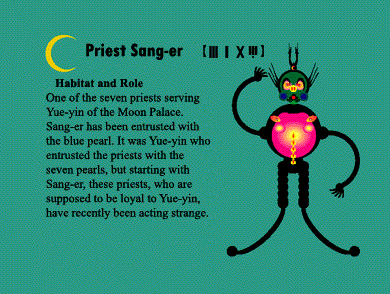 Priest Sang-er
Habitat and Role
One of the seven priests serving
Yue-yin of the Moon Palace.
Sang-er has been entrusted with
the blue pearl. It was Yue-yin who
entrusted the priests with the
seven pearls, but starting with
Sang-er, these priests, who are
supposed to be loyal to Yue-yin,
have recently been acting strange.